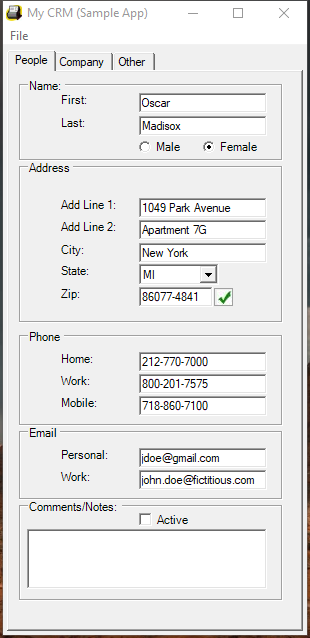 My CRM (Sample App)
File
People Company Other
Name:
First: Oscar
Last: Madisox
Male Female
Address
Add Line 1: 1049 Park Avenue
Add Line 2: Apartment 7G
City: New York
State: MI
Zip: 86077-4841
Phone
Home: 212-770-7000
Work: 800-201-7575
Mobile: 718-860-7100
Email
Personal: jdoe@gmail.com
Work: john.doe@fictitious.com
Comments/Notes:
Active